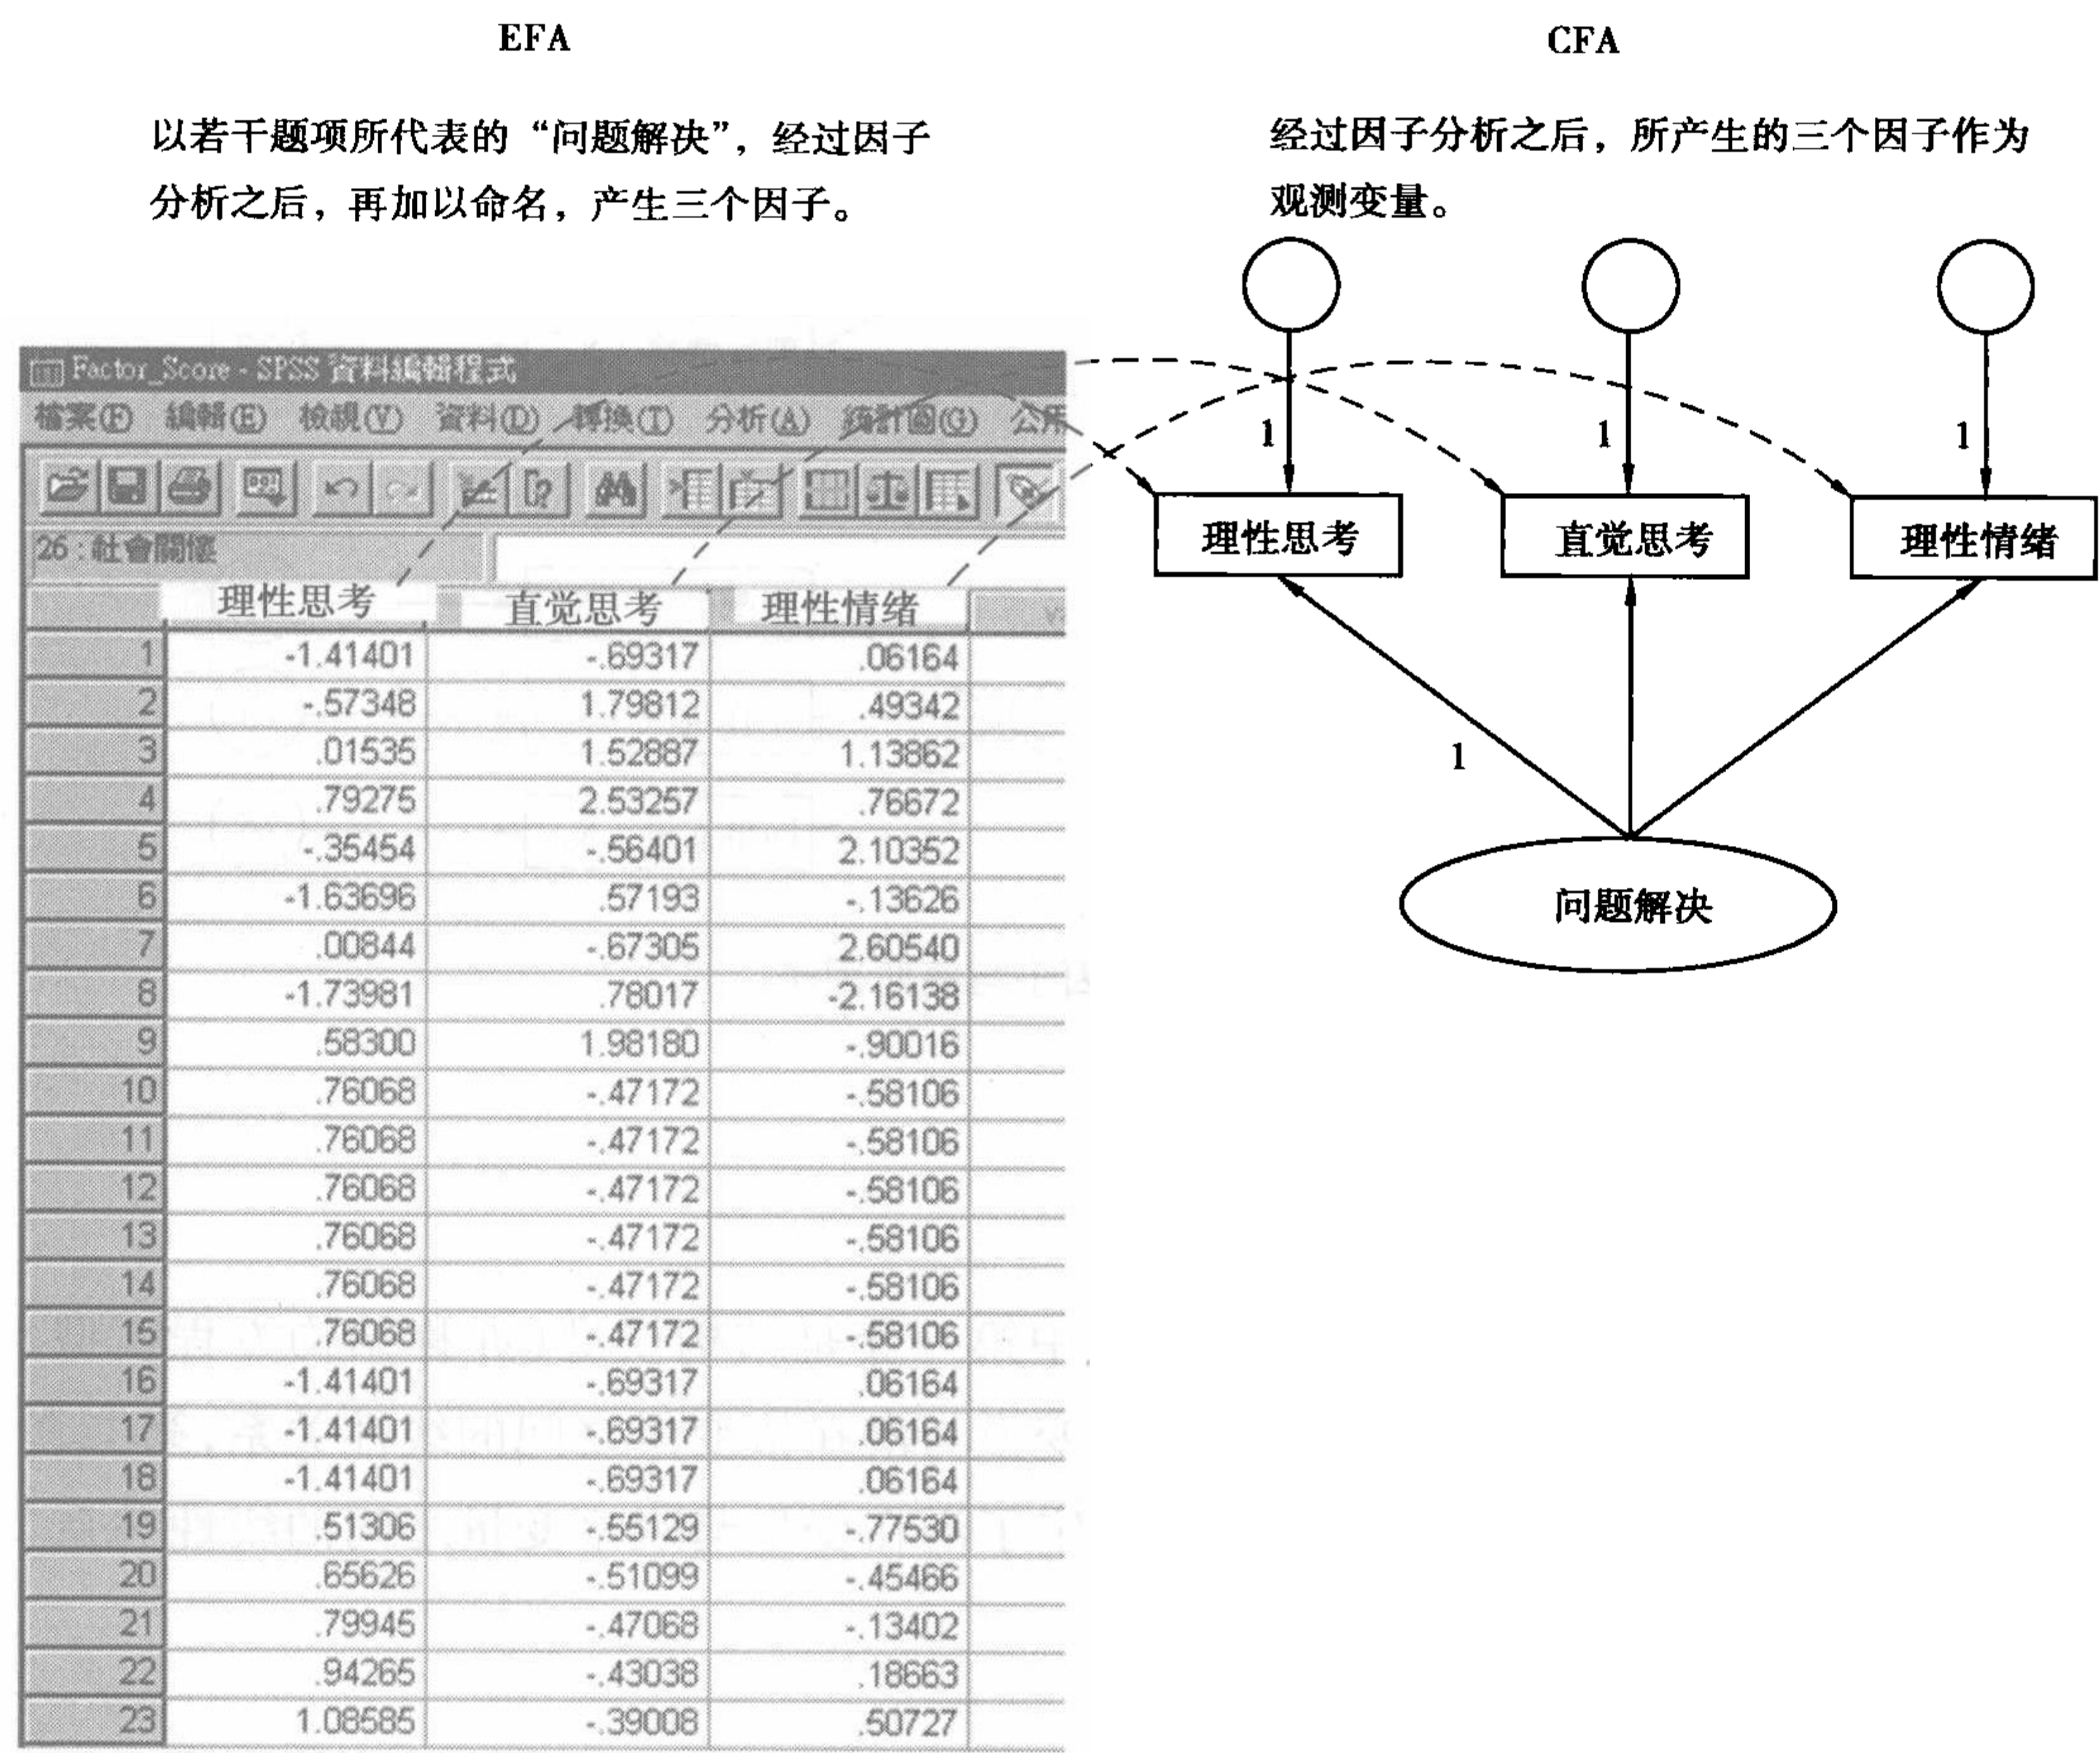 EFA
以若干题项所代表的“问题解决”，经过因子
分析之后，再加以命名，产生三个因子。
CFA
经过因子分析之后，所产生的三个因子作为
观测变量。
Factor_Score - SPSS 資料編輯程式
檔案(F) 編輯(E) 檢視(V) 資料(D) 轉換(T) 分析(A) 統計圖(G) 公用
26 : 社會關懷
理性思考 直觉思考 理性情绪
1 -1.41401 -.69317 .06164
2 -.57348 1.79812 .49342
3 .01535 1.52887 1.13862
4 .79275 2.53257 .76672
5 -.35454 -.56401 2.10352
6 -1.63696 .57193 -.13626
7 .00844 -.67305 2.60540
8 -1.73981 .78017 -2.16138
9 .58300 1.98180 -.90016
10 .76068 -.47172 -.58106
11 .76068 -.47172 -.58106
12 .76068 -.47172 -.58106
13 .76068 -.47172 -.58106
14 .76068 -.47172 -.58106
15 .76068 -.47172 -.58106
16 -1.41401 -.69317 .06164
17 -1.41401 -.69317 .06164
18 -1.41401 -.69317 .06164
19 .51306 -.55129 -.77530
20 .65626 -.51099 -.45466
21 .79945 -.47068 -.13402
22 .94265 -.43038 .18663
23 1.08585 -.39008 .50727
1 1 1
理性思考 直觉思考 理性情绪
1
问题解决